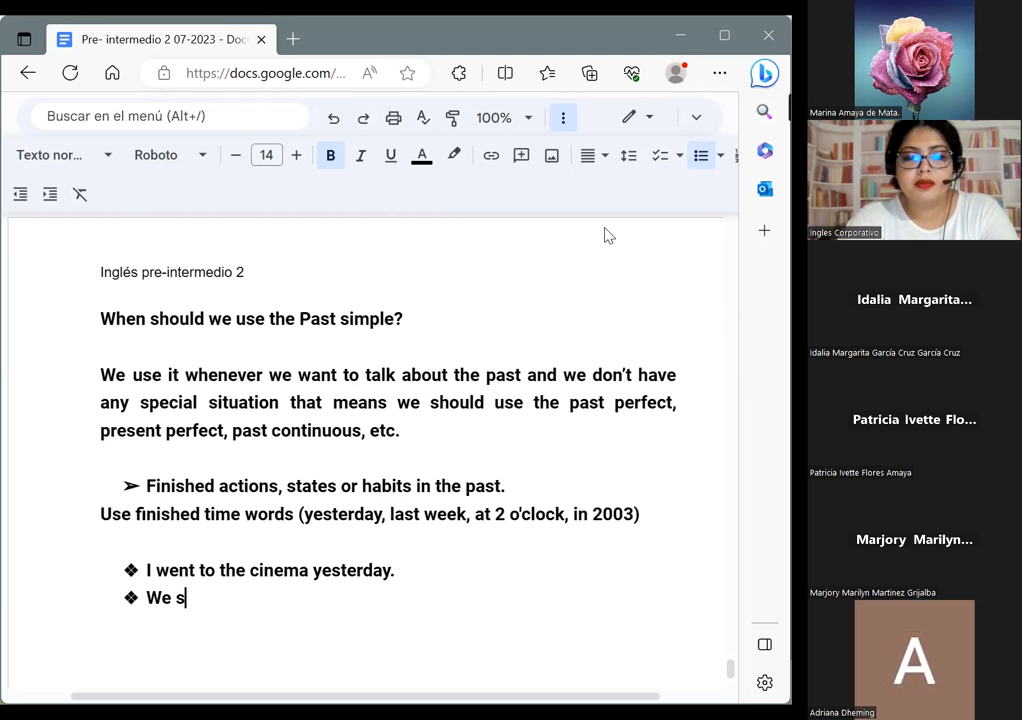 Pre- intermedio 2 07-2023 - Doc
https://docs.google.com/...
Buscar en el menú (Alt+/)
100%
Texto nor...
Roboto
14
B
I
U
A
Inglés pre-intermedio 2
When should we use the Past simple?
We use it whenever we want to talk about the past and we don’t have
any special situation that means we should use the past perfect,
present perfect, past continuous, etc.
➢ Finished actions, states or habits in the past.
Use finished time words (yesterday, last week, at 2 o'clock, in 2003)
❖ I went to the cinema yesterday.
❖ We s
Marina Amaya de Mata.
Ingles Corporativo
Idalia Margarita...
Idalia Margarita García Cruz García Cruz
Patricia Ivette Flo...
Patricia Ivette Flores Amaya
Marjory Marilyn...
Marjory Marilyn Martinez Grijalba
A
Adriana Dheming